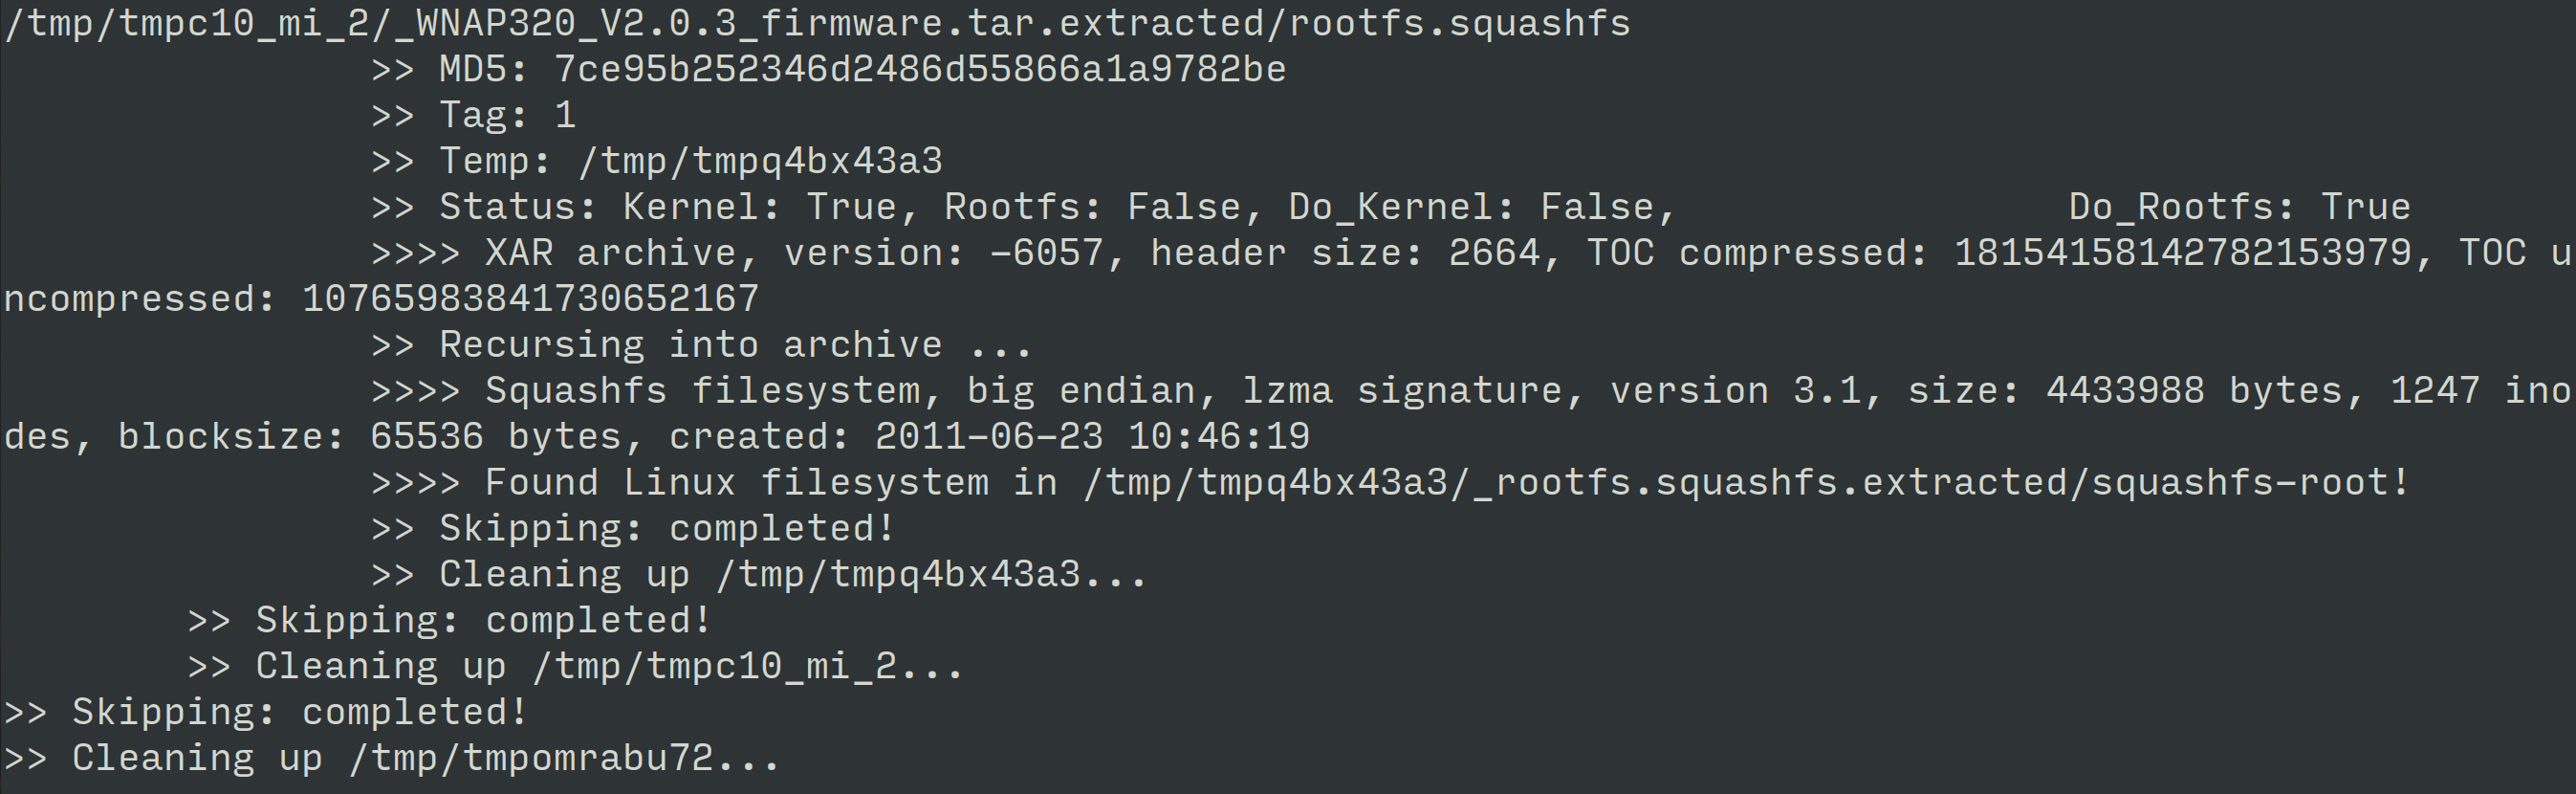 /tmp/tmpc10_mi_2/_WNAP320_V2.0.3_firmware.tar.extracted/rootfs.squashfs
>> MD5: 7ce95b252346d2486d55866a1a9782be
>> Tag: 1
>> Temp: /tmp/tmpq4bx43a3
>> Status: Kernel: True, Rootfs: False, Do_Kernel: False,                 Do_Rootfs: True
>>>> XAR archive, version: -6057, header size: 2664, TOC compressed: 18154158142782153979, TOC u
ncompressed: 10765983841730652167
>> Recursing into archive ...
>>>> Squashfs filesystem, big endian, lzma signature, version 3.1, size: 4433988 bytes, 1247 ino
des, blocksize: 65536 bytes, created: 2011-06-23 10:46:19
>>>> Found Linux filesystem in /tmp/tmpq4bx43a3/_rootfs.squashfs.extracted/squashfs-root!
>> Skipping: completed!
>> Cleaning up /tmp/tmpq4bx43a3...
>> Skipping: completed!
>> Cleaning up /tmp/tmpc10_mi_2...
>> Skipping: completed!
>> Cleaning up /tmp/tmpomrabu72...